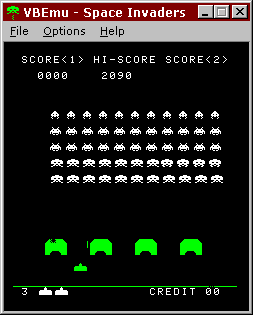 VBEmu - Space Invaders
File Options Help
SCORE<1> HI-SCORE SCORE<2>
0000 2090
3 CREDIT 00